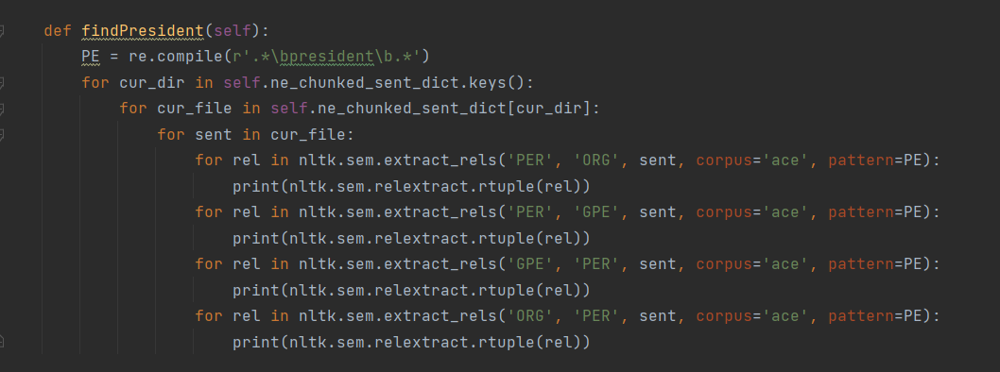 def findPresident(self):
    PE = re.compile(r'.*\bpresident\b.*')
    for cur_dir in self.ne_chunked_sent_dict.keys():
        for cur_file in self.ne_chunked_sent_dict[cur_dir]:
            for sent in cur_file:
                for rel in nltk.sem.extract_rels('PER', 'ORG', sent, corpus='ace', pattern=PE):
                    print(nltk.sem.relextract.rtuple(rel))
                for rel in nltk.sem.extract_rels('PER', 'GPE', sent, corpus='ace', pattern=PE):
                    print(nltk.sem.relextract.rtuple(rel))
                for rel in nltk.sem.extract_rels('GPE', 'PER', sent, corpus='ace', pattern=PE):
                    print(nltk.sem.relextract.rtuple(rel))
                for rel in nltk.sem.extract_rels('ORG', 'PER', sent, corpus='ace', pattern=PE):
                    print(nltk.sem.relextract.rtuple(rel))